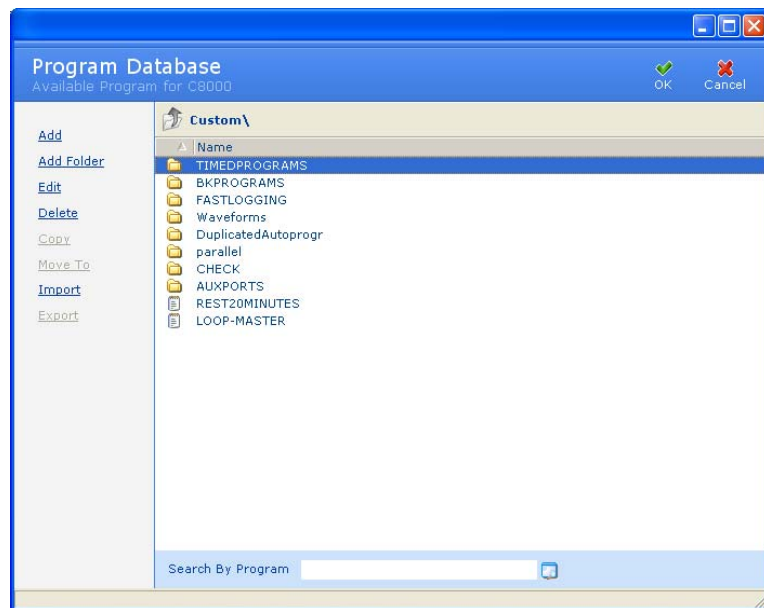 Program Database
Available Program for C8000
OK
Cancel
Add
Add Folder
Edit
Delete
Copy
Move To
Import
Export
Custom\
Name
TIMEDPROGRAMS
BKPROGRAMS
FASTLOGGING
Waveforms
DuplicatedAutoprogr
parallel
CHECK
AUXPORTS
REST20MINUTES
LOOP-MASTER
Search By Program